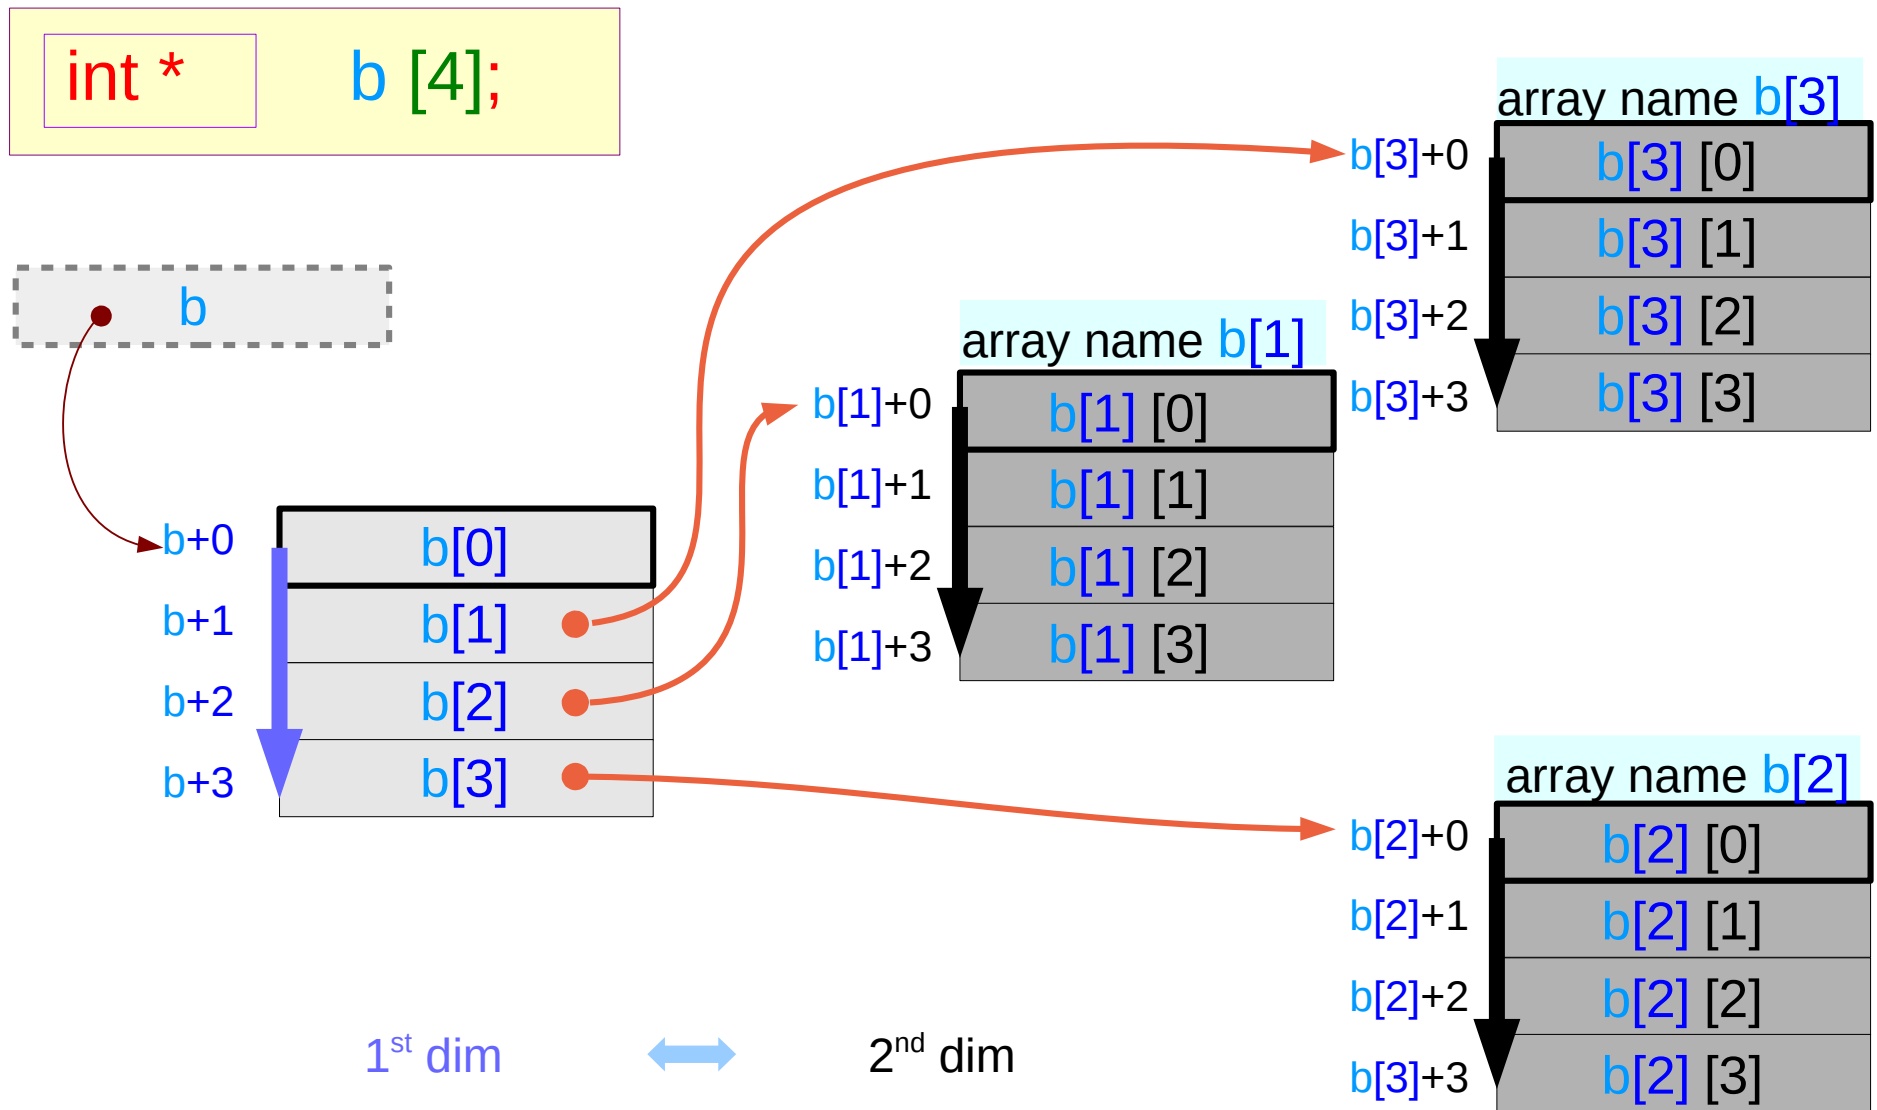 int * b [4];
b
b+0
b+1
b+2
b+3
b[0]
b[1]
b[2]
b[3]
array name b[1]
b[1]+0
b[1]+1
b[1]+2
b[1]+3
b[1] [0]
b[1] [1]
b[1] [2]
b[1] [3]
array name b[3]
b[3]+0
b[3]+1
b[3]+2
b[3]+3
b[3] [0]
b[3] [1]
b[3] [2]
b[3] [3]
array name b[2]
b[2]+0
b[2]+1
b[2]+2
b[3]+3
b[2] [0]
b[2] [1]
b[2] [2]
b[2] [3]
1st dim
2nd dim